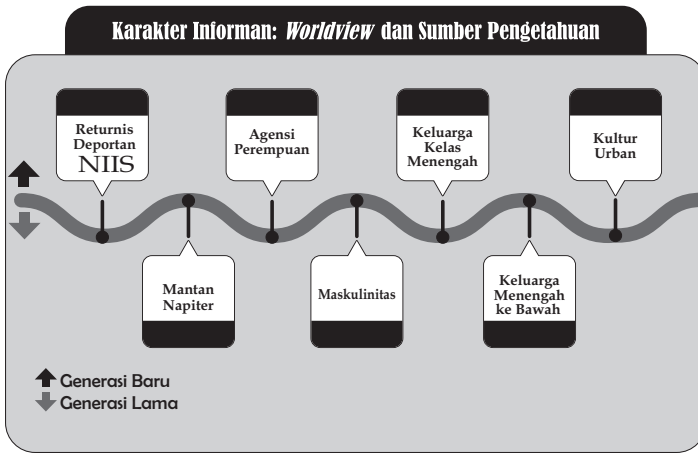 Karakter Informan: Worldview dan Sumber Pengetahuan
Returnis
Deportan
NIIS
Agensi
Perempuan
Keluarga
Kelas
Menengah
Kultur
Urban
Mantan
Napiter
Maskulinitas
Keluarga
Menengah
ke Bawah
Generasi Baru
Generasi Lama